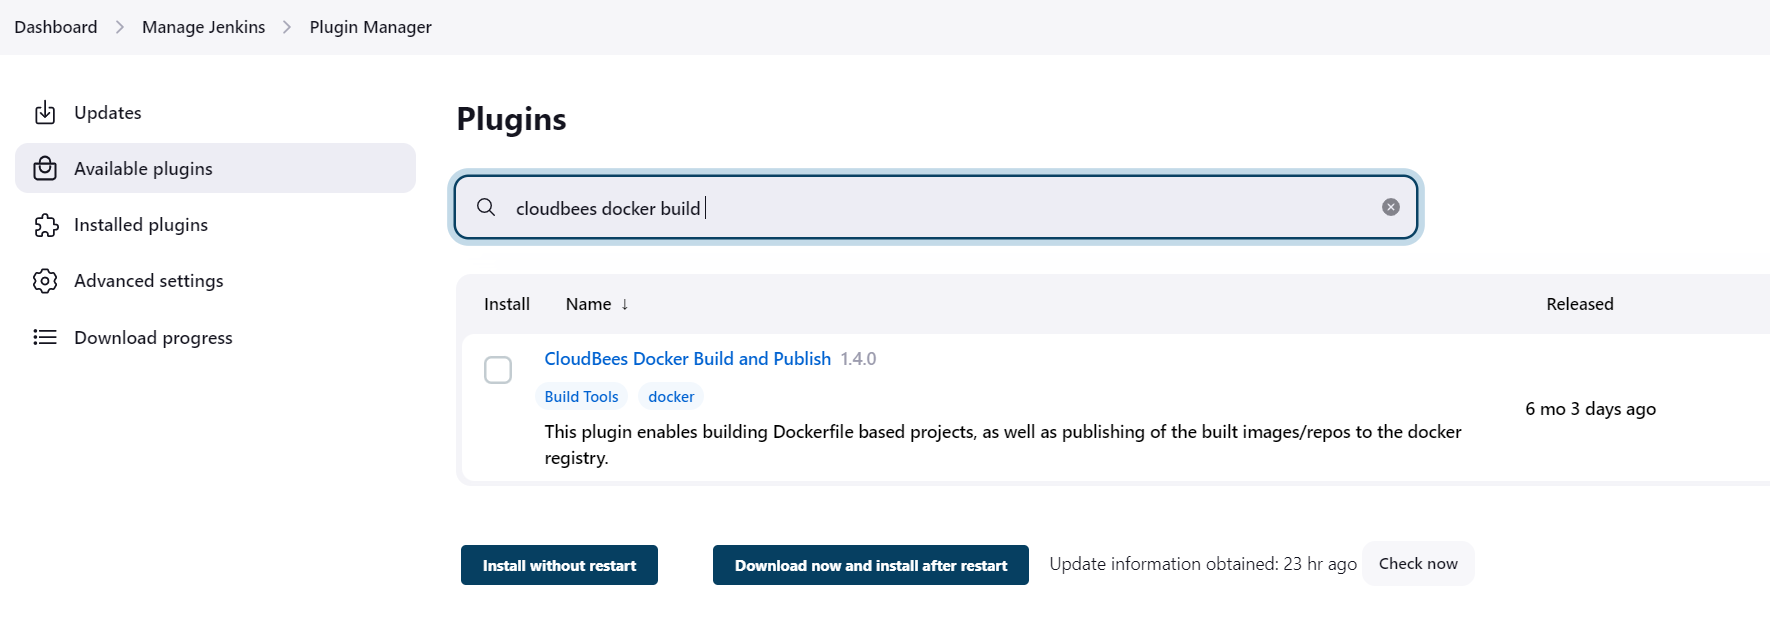 Dashboard > Manage Jenkins > Plugin Manager
Updates
Available plugins
Installed plugins
Advanced settings
Download progress
Plugins
cloudbees docker build
Install Name ↓ Released
CloudBees Docker Build and Publish 1.4.0
Build Tools docker
6 mo 3 days ago
This plugin enables building Dockerfile based projects, as well as publishing of the built images/repos to the docker
registry.
Install without restart Download now and install after restart Update information obtained: 23 hr ago Check now